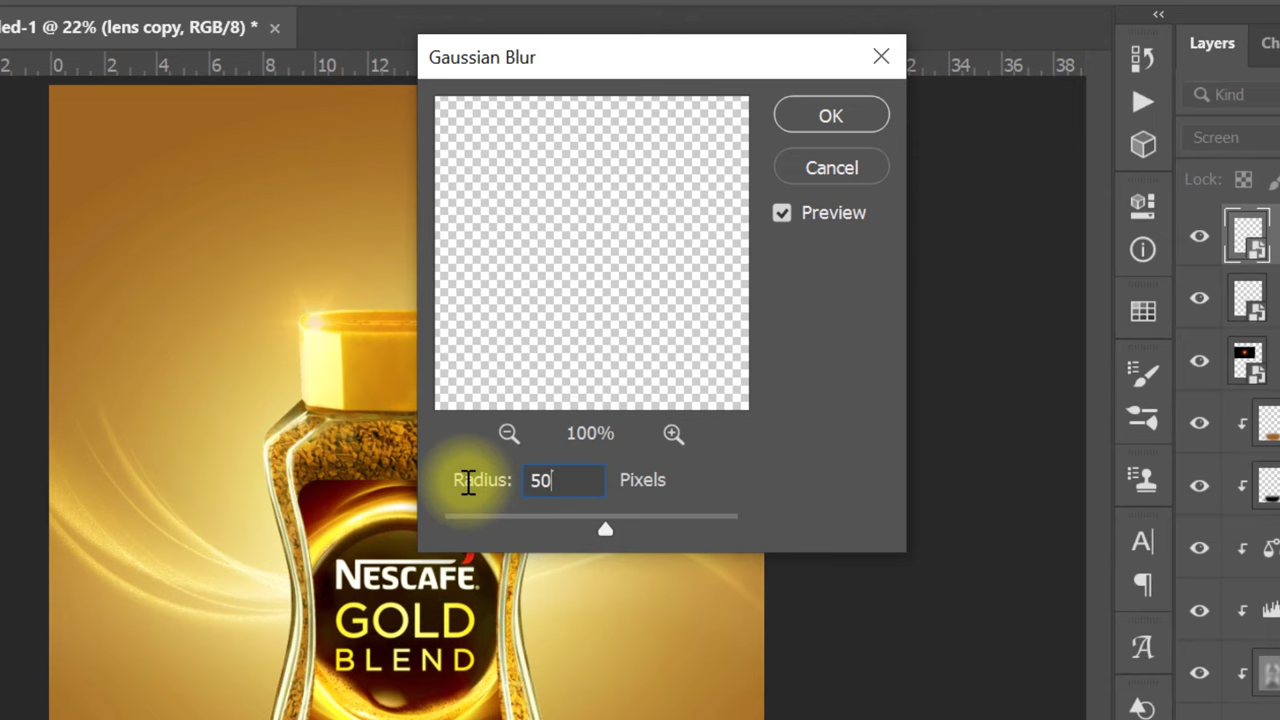 led-1 @ 22% (lens copy, RGB/8) *
Gaussian Blur
2 0 2 4 6 8 10 12 2 34 36 38
Layers Ch
Kind
Screen
Lock:
OK
Cancel
Preview
100%
Radius: 50 Pixels
NESCAFÉ®
GOLD
BLEND